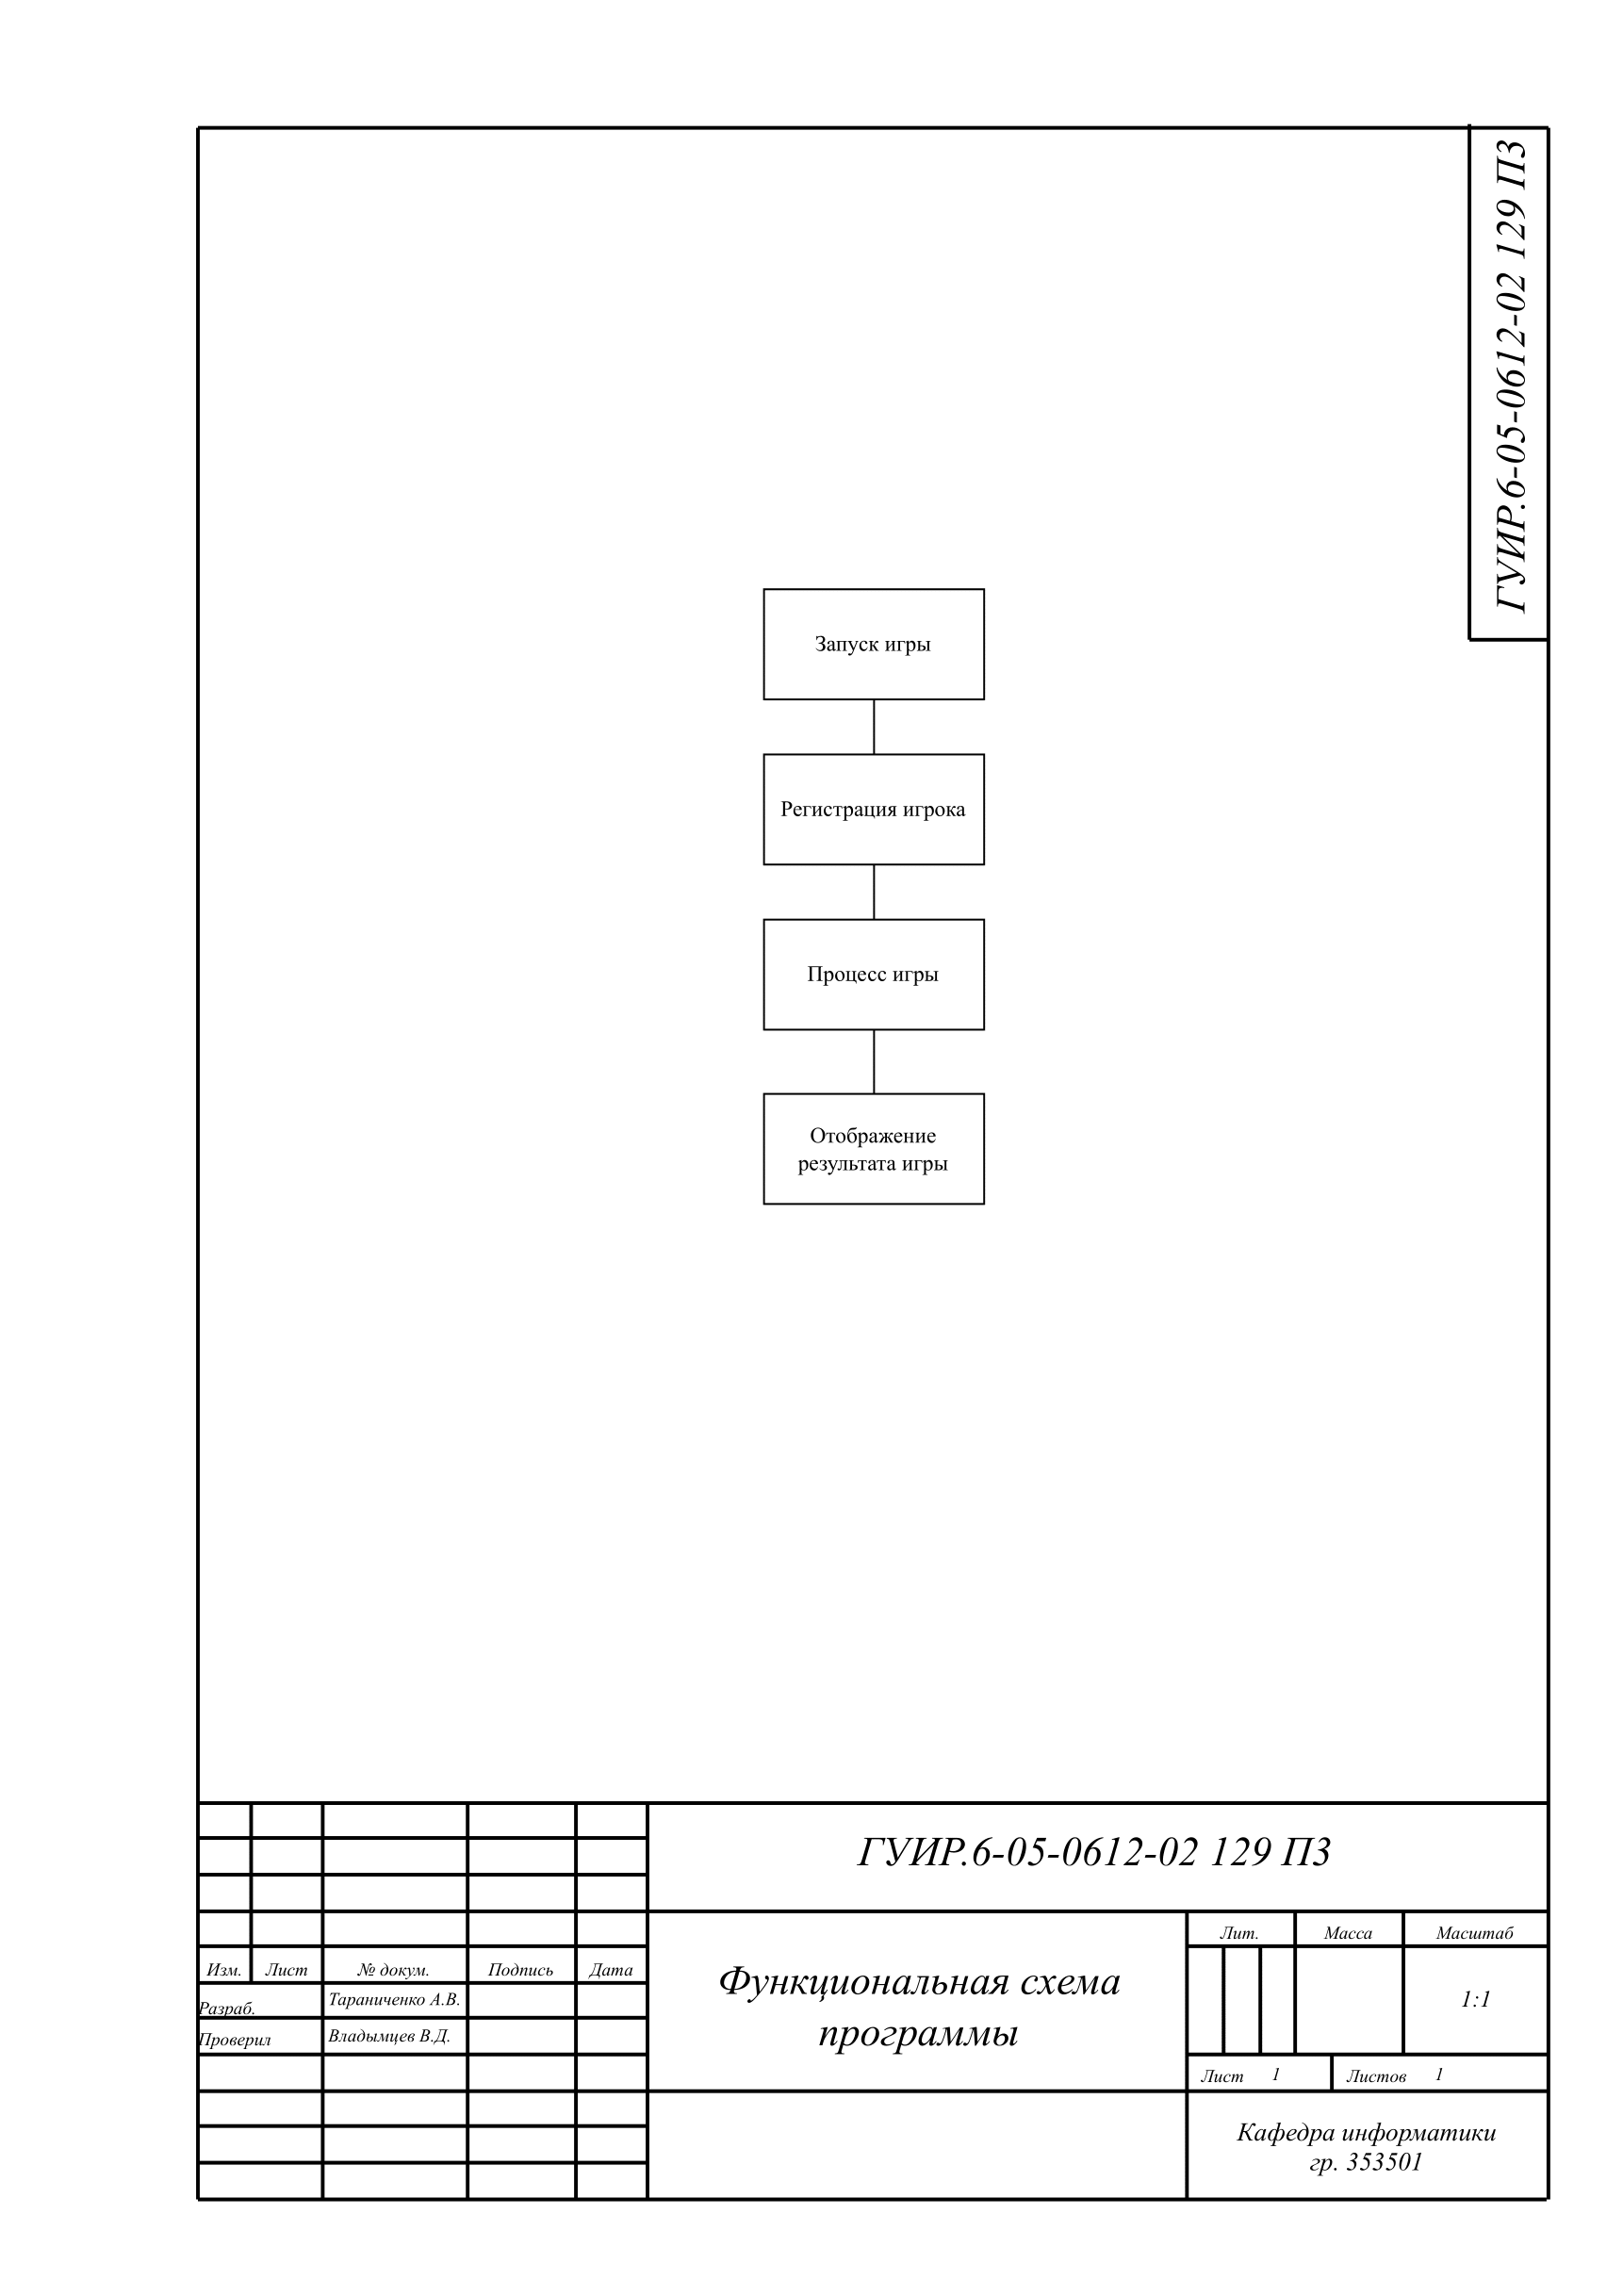 ГУИР.6-05-0612-02 129 ПЗ
Запуск игры
Регистрация игрока
Процесс игры
Отображение
результата игры
ГУИР.6-05-0612-02 129 ПЗ
Изм. Лист № докум. Подпись Дата
Разраб. Тараниченко А.В.
Проверил Владымцев В.Д.
Функциональная схема
программы
Лит. Масса Масштаб
1:1
Лист 1 Листов 1
Кафедра информатики
гр. 353501